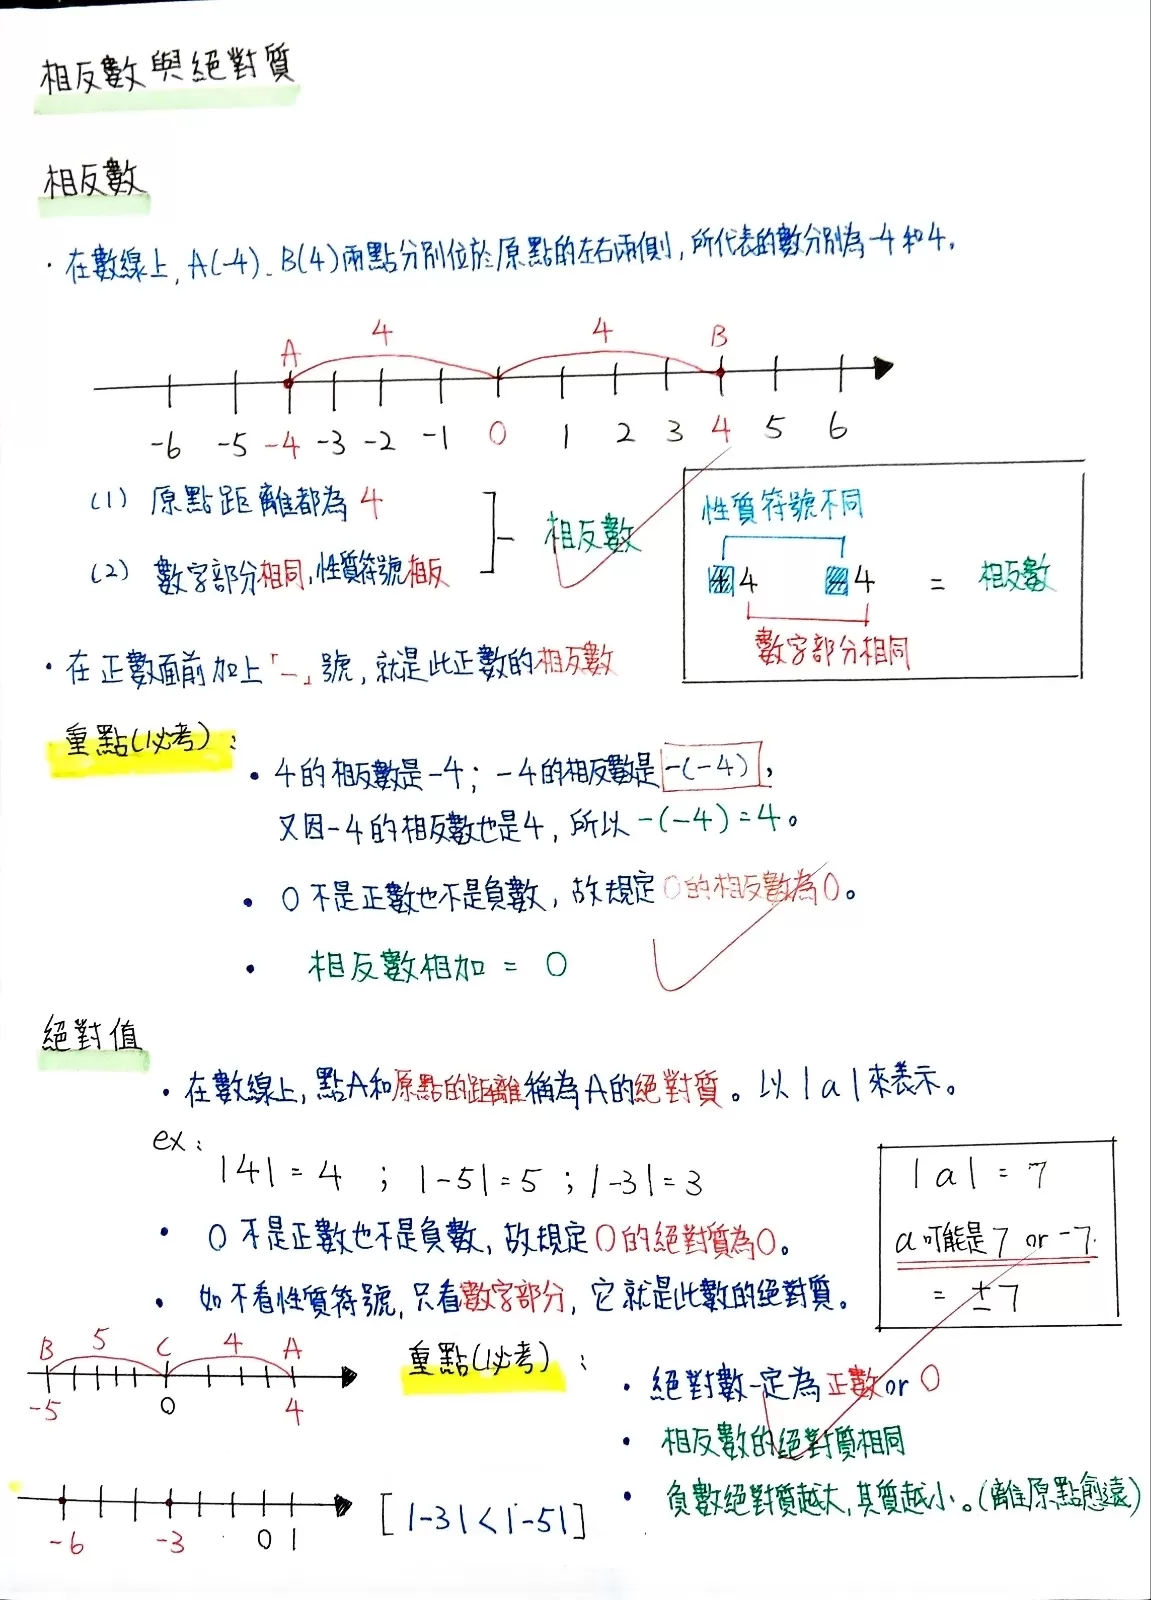 相反數與絕對質
相反數
・在數線上, A(-4)、B(4)兩點分別位於原點的左右兩側, 所代表的數分別為-4和4。
A 4 4 B
-6 -5 -4 -3 -2 -1 0 1 2 3 4 5 6
(1) 原點距離都為 4
(2) 數字部分相同, 性質符號相反
相反數
性質符號不同
+4 -4 = 相反數
數字部分相同
・在正數面前加上「-」號, 就是此正數的相反數
重點(必考):
・4的相反數是-4; -4的相反數是-(-4),
又因-4的相反數也是4, 所以-(-4)=4。
・0不是正數也不是負數, 故規定0的相反數為0。
・相反數相加 = 0
絕對值
・在數線上, 點A和原點的距離稱為A的絕對質。以|a|來表示。
ex:
|4|=4 ; |-5|=5 ; |-3|=3
|a|=7
a可能是7 or -7.
= ±7
・0不是正數也不是負數, 故規定0的絕對質為0。
・如不看性質符號, 只看數字部分, 它就是此數的絕對質。
B 5 C 4 A
-5 0 4
重點(必考):
・絕對數一定為正數or 0
・相反數的絕對質相同
・負數絕對質越大, 其質越小。(離原點愈遠)
-6 -3 0 1
[|-3|<|-5|]